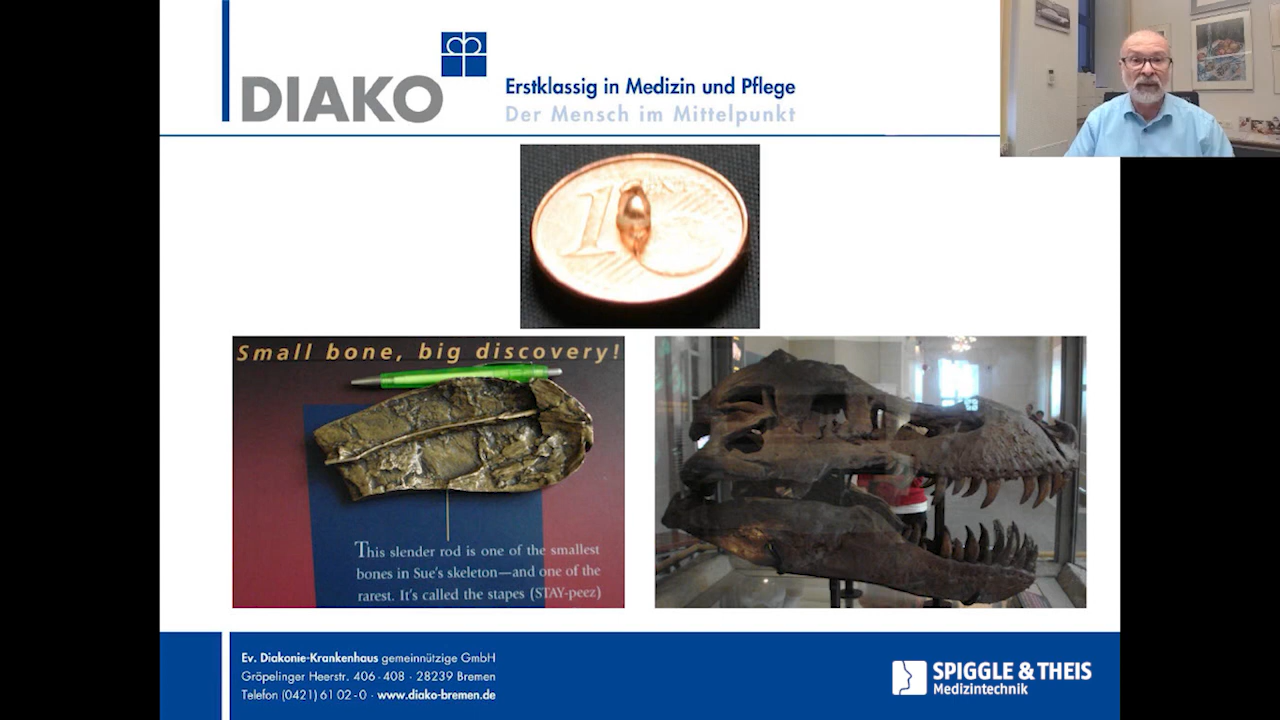 DIAKO
Erstklassig in Medizin und Pflege
Der Mensch im Mittelpunkt
1
Small bone, big discovery!
This slender rod is one of the smallest
bones in Sue's skeleton—and one of the
rarest. It's called the stapes (STAY-peez)
Ev. Diakonie-Krankenhaus gemeinnützige GmbH
Gröpelinger Heerstr. 406 - 408 · 28239 Bremen
Telefon (0421) 61 02 - 0 · www.diako-bremen.de
SPIGGLE & THEIS
Medizintechnik